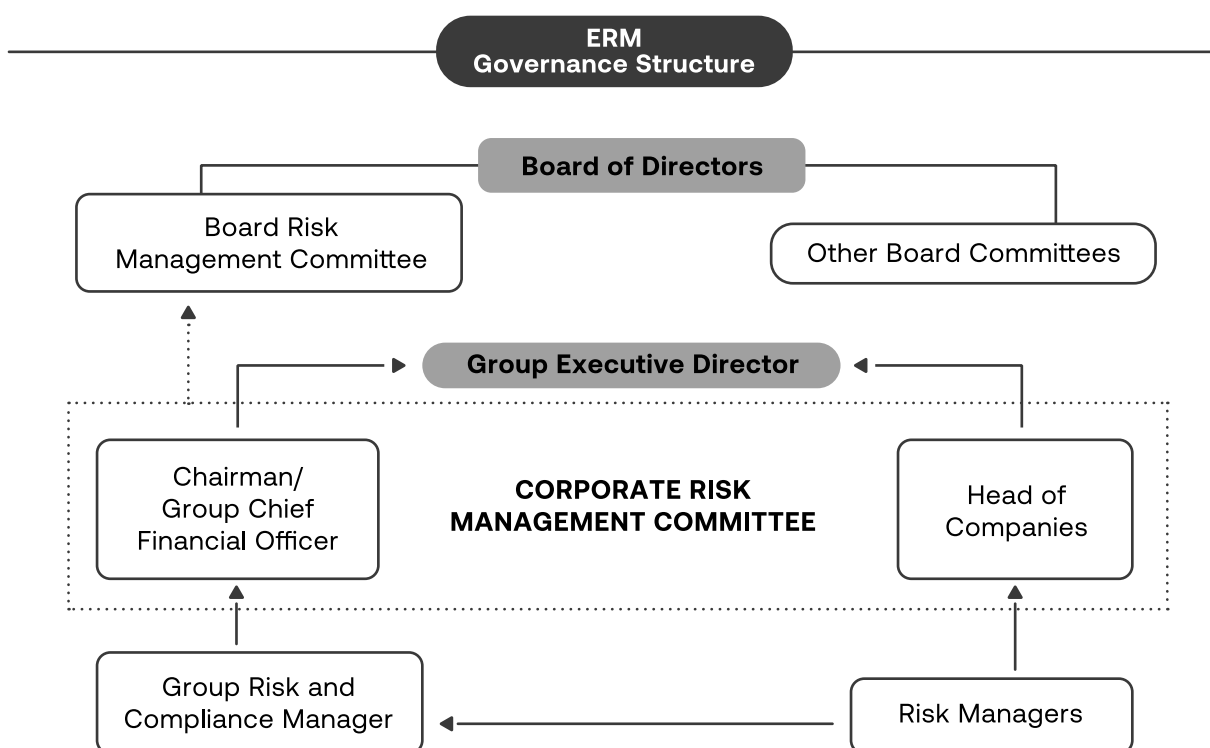 ERM
Governance Structure
Board of Directors
Board Risk
Management Committee
Other Board Committees
Group Executive Director
Chairman/
Group Chief
Financial Officer
CORPORATE RISK
MANAGEMENT COMMITTEE
Head of
Companies
Group Risk and
Compliance Manager
Risk Managers